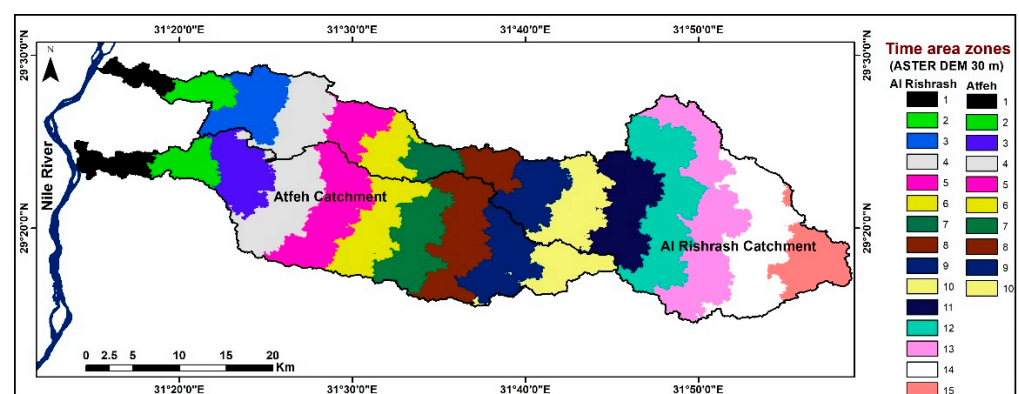 31°20'0"E 31°30'0"E 31°40'0"E 31°50'0"E
29°30'0"N
29°20'0"N
N
Nile River
Atfeh Catchment
Al Rishrash Catchment
0 2.5 5 10 15 20
Km
31°20'0"E 31°30'0"E 31°40'0"E 31°50'0"E
29°30'0"N
29°20'0"N
Time area zones
(ASTER DEM 30 m)
Al Rishrash Atfeh
1 1
2 2
3 3
4 4
5 5
6 6
7 7
8 8
9 9
10 10
11
12
13
14
15